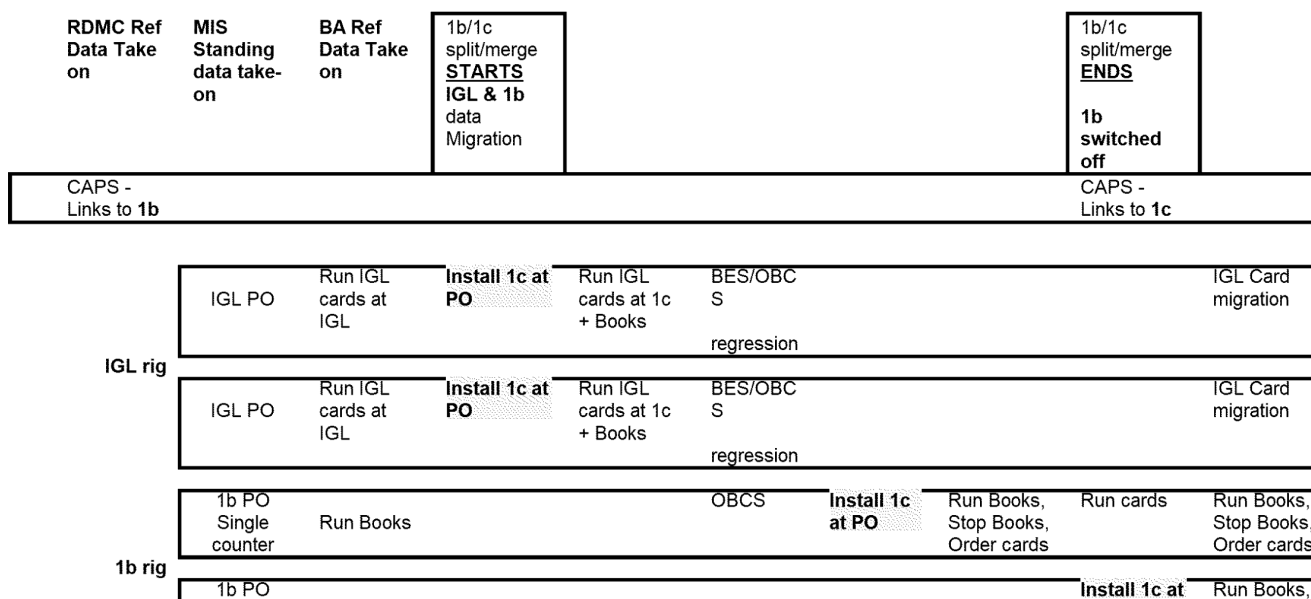 RDMC Ref
Data Take
on
MIS
Standing
data take-
on
BA Ref
Data Take
on
1b/1c
split/merge
STARTS
IGL & 1b
data
Migration
1b/1c
split/merge
ENDS
1b
switched
off
CAPS -
Links to 1b
CAPS -
Links to 1c
IGL PO
Run IGL
cards at
IGL
Install 1c at
PO
Run IGL
cards at 1c
+ Books
BES/OBC
S
regression
IGL Card
migration
IGL rig
IGL PO
Run IGL
cards at
IGL
Install 1c at
PO
Run IGL
cards at 1c
+ Books
BES/OBC
S
regression
IGL Card
migration
1b PO
Single
counter
Run Books
OBCS
Install 1c
at PO
Run Books,
Stop Books,
Order cards
Run cards
Run Books,
Stop Books,
Order cards
1b rig
1b PO
Install 1c at
Run Books,